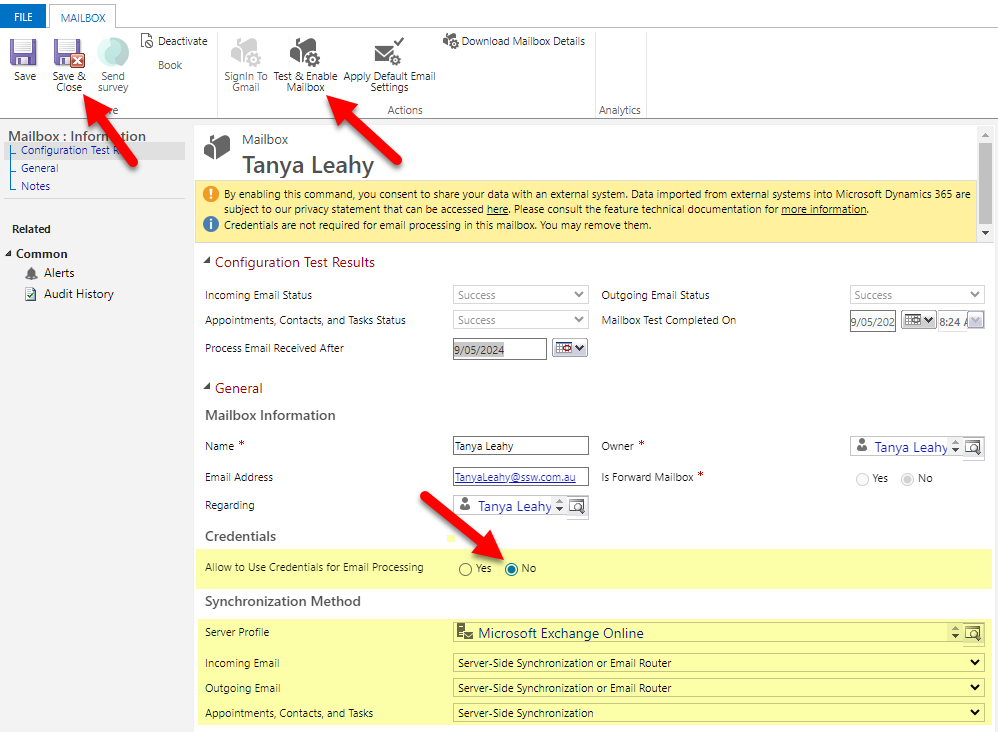 FILE
MAILBOX
Save
Save &
Close
Send
survey
Deactivate
Book
SignIn To
Gmail
Test & Enable
Mailbox
Apply Default Email
Settings
Download Mailbox Details
Actions
Analytics
Mailbox : Information
Configuration Test
General
Notes
Related
Common
Alerts
Audit History
Mailbox
Tanya Leahy
By enabling this command, you consent to share your data with an external system. Data imported from external systems into Microsoft Dynamics 365 are
subject to our privacy statement that can be accessed here. Please consult the feature technical documentation for more information.
Credentials are not required for email processing in this mailbox. You may remove them.
Configuration Test Results
Incoming Email Status Success Outgoing Email Status Success
Appointments, Contacts, and Tasks Status Success Mailbox Test Completed On 9/05/202 8:24
Process Email Received After 9/05/2024
General
Mailbox Information
Name * Tanya Leahy Owner * Tanya Leahy
Email Address TanyaLeahy@ssw.com.au Is Forward Mailbox * Yes No
Regarding Tanya Leahy
Credentials
Allow to Use Credentials for Email Processing Yes No
Synchronization Method
Server Profile Microsoft Exchange Online
Incoming Email Server-Side Synchronization or Email Router
Outgoing Email Server-Side Synchronization or Email Router
Appointments, Contacts, and Tasks Server-Side Synchronization